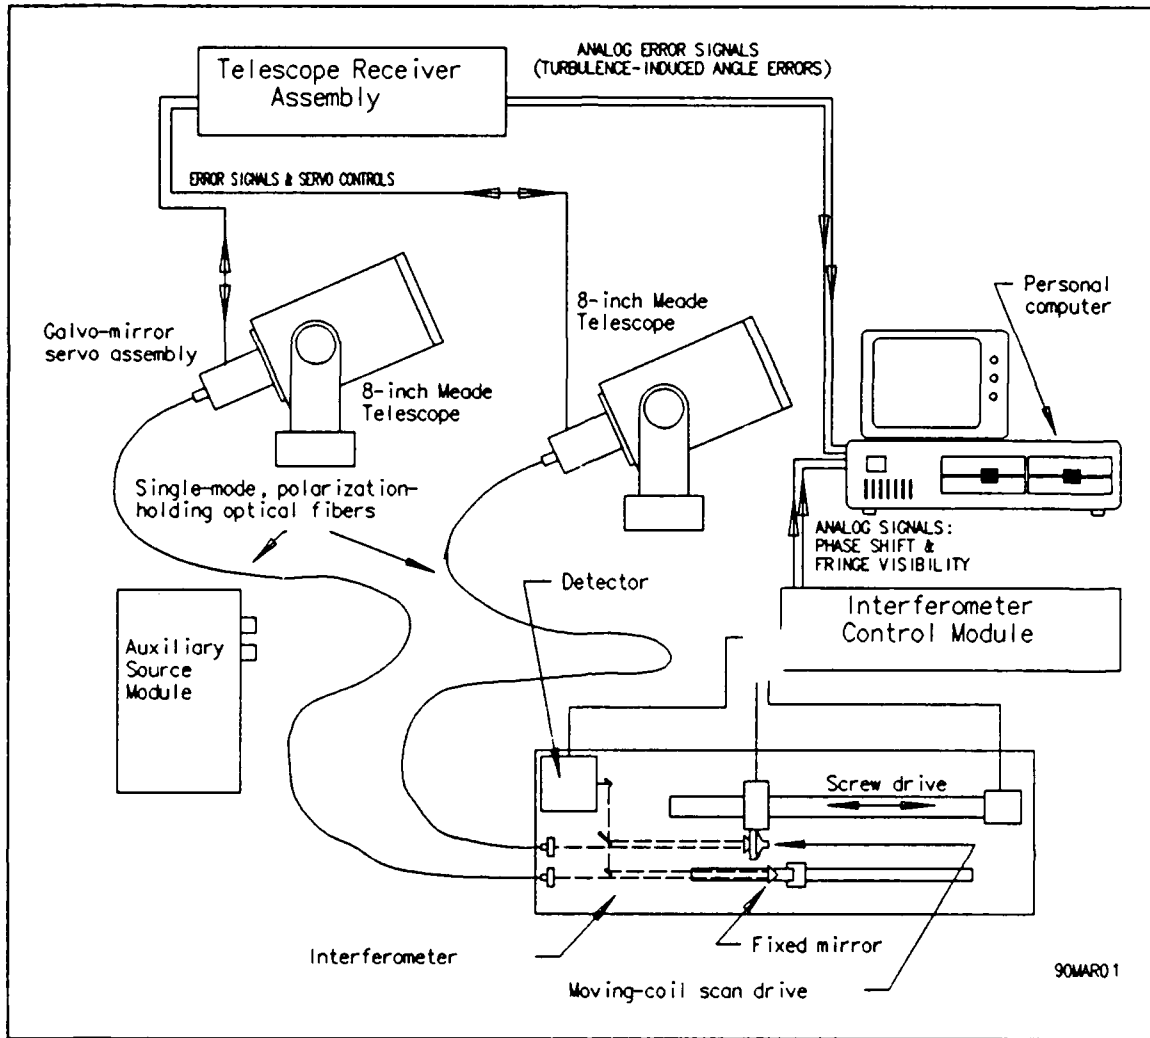 ANALOG ERROR SIGNALS
(TURBULENCE-INDUCED ANGLE ERRORS)
Telescope Receiver
Assembly
ERROR SIGNALS & SERVO CONTROLS
8-inch Meade
Telescope
Personal
computer
Galvo-mirror
servo assembly
8-inch Meade
Telescope
Single-mode, polarization-
holding optical fibers
ANALOG SIGNALS:
PHASE SHIFT &
FRINGE VISIBILITY
Detector
Interferometer
Control Module
Auxiliary
Source
Module
Screw drive
Interferometer
Fixed mirror
Moving-coil scan drive
90MAR01